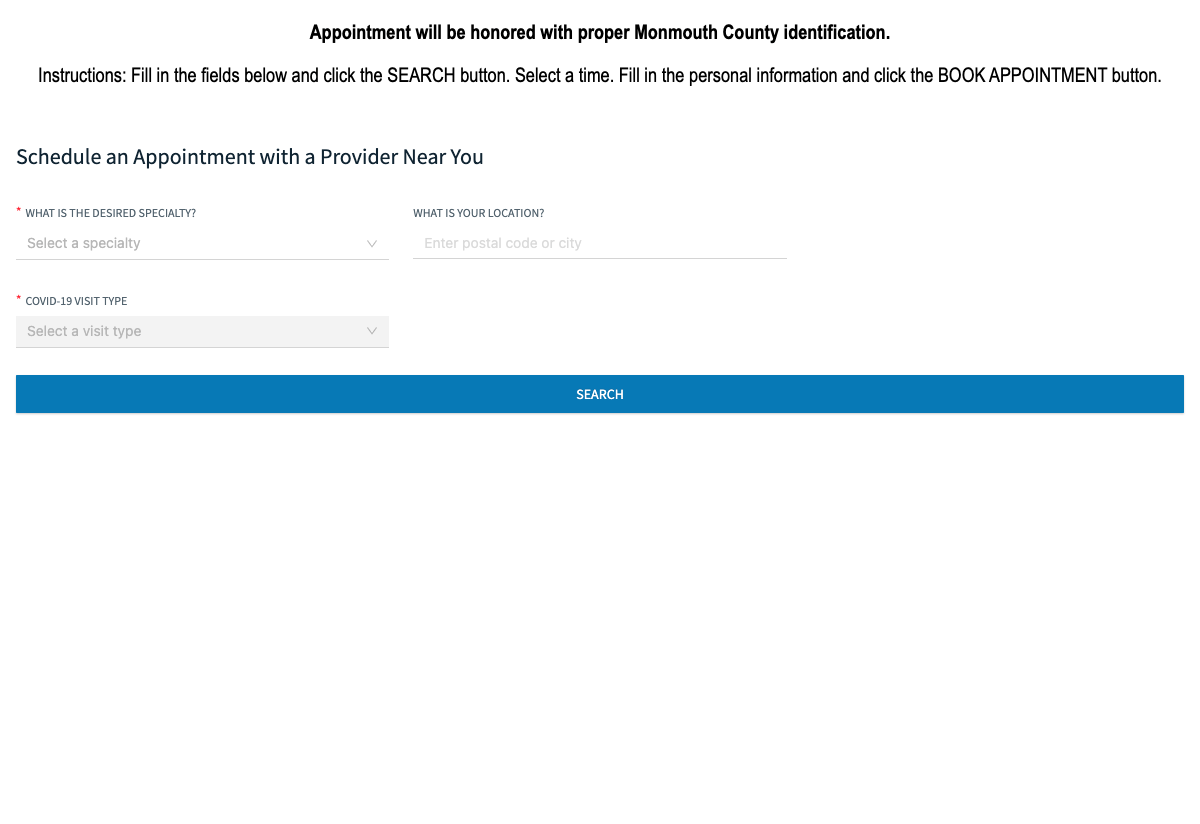 Appointment will be honored with proper Monmouth County identification.
Instructions: Fill in the fields below and click the SEARCH button. Select a time. Fill in the personal information and click the BOOK APPOINTMENT button.
Schedule an Appointment with a Provider Near You
* WHAT IS THE DESIRED SPECIALTY?
WHAT IS YOUR LOCATION?
Select a specialty
Enter postal code or city
* COVID-19 VISIT TYPE
Select a visit type
SEARCH